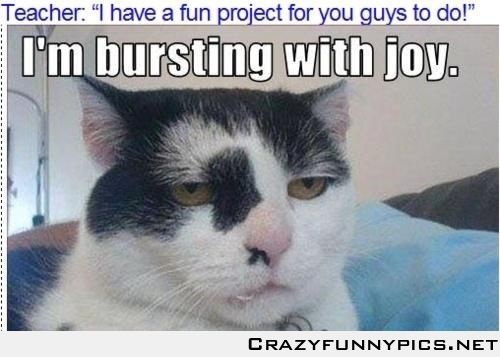 Teacher: “I have a fun project for you guys to do!”
I'm bursting with joy.
CRAZYFUNNYPICS.NET